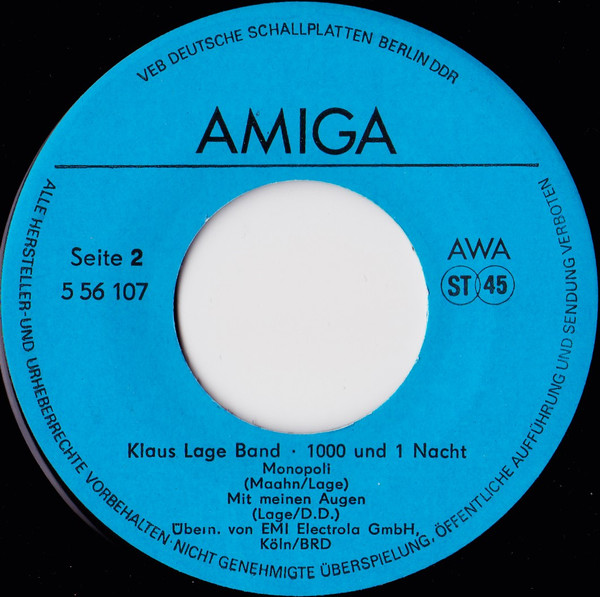 VEB DEUTSCHE SCHALLPLATTEN BERLIN DDR
AMIGA
Seite 2
5 56 107
AWA
ST 45
Klaus Lage Band · 1000 und 1 Nacht
Monopoli
(Maahn/Lage)
Mit meinen Augen
(Lage/D.D.)
Übern. von EMI Electrola GmbH,
Köln/BRD
ALLE HERSTELLER- UND URHEBERRECHTE VORBEHALTEN · NICHT GENEHMIGTE ÜBERSPIELUNG, ÖFFENTLICHE AUFFÜHRUNG UND SENDUNG VERBOTEN